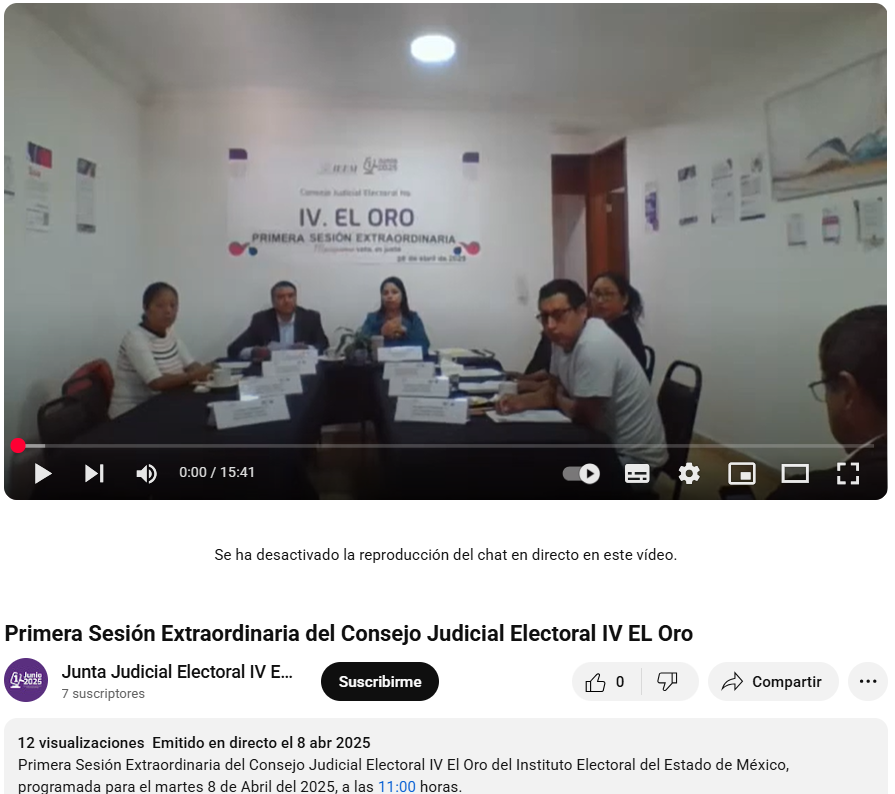 IEEM Junio 2025
Consejo Judicial Electoral No.
IV. EL ORO
PRIMERA SESIÓN EXTRAORDINARIA
08 de abril de 2025
0:00 / 15:41
Se ha desactivado la reproducción del chat en directo en este vídeo.
Primera Sesión Extraordinaria del Consejo Judicial Electoral IV EL Oro
Junio 2025
Junta Judicial Electoral IV E...
7 suscriptores
Suscribirme
0
Compartir
12 visualizaciones Emitido en directo el 8 abr 2025
Primera Sesión Extraordinaria del Consejo Judicial Electoral IV El Oro del Instituto Electoral del Estado de México,
programada para el martes 8 de Abril del 2025, a las 11:00 horas.